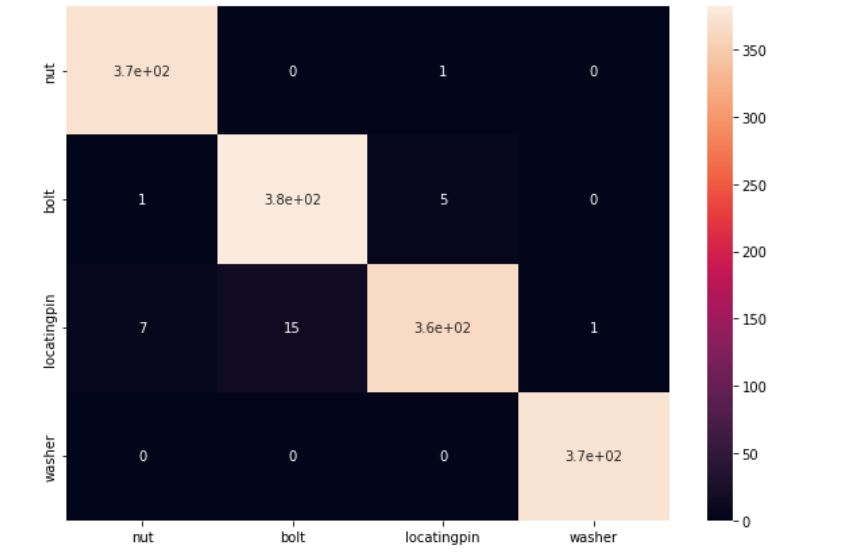 nut 3.7e+02 0 1 0
bolt 1 3.8e+02 5 0
locatingpin 7 15 3.6e+02 1
washer 0 0 0 3.7e+02
nut bolt locatingpin washer
350
300
250
200
150
100
50
0